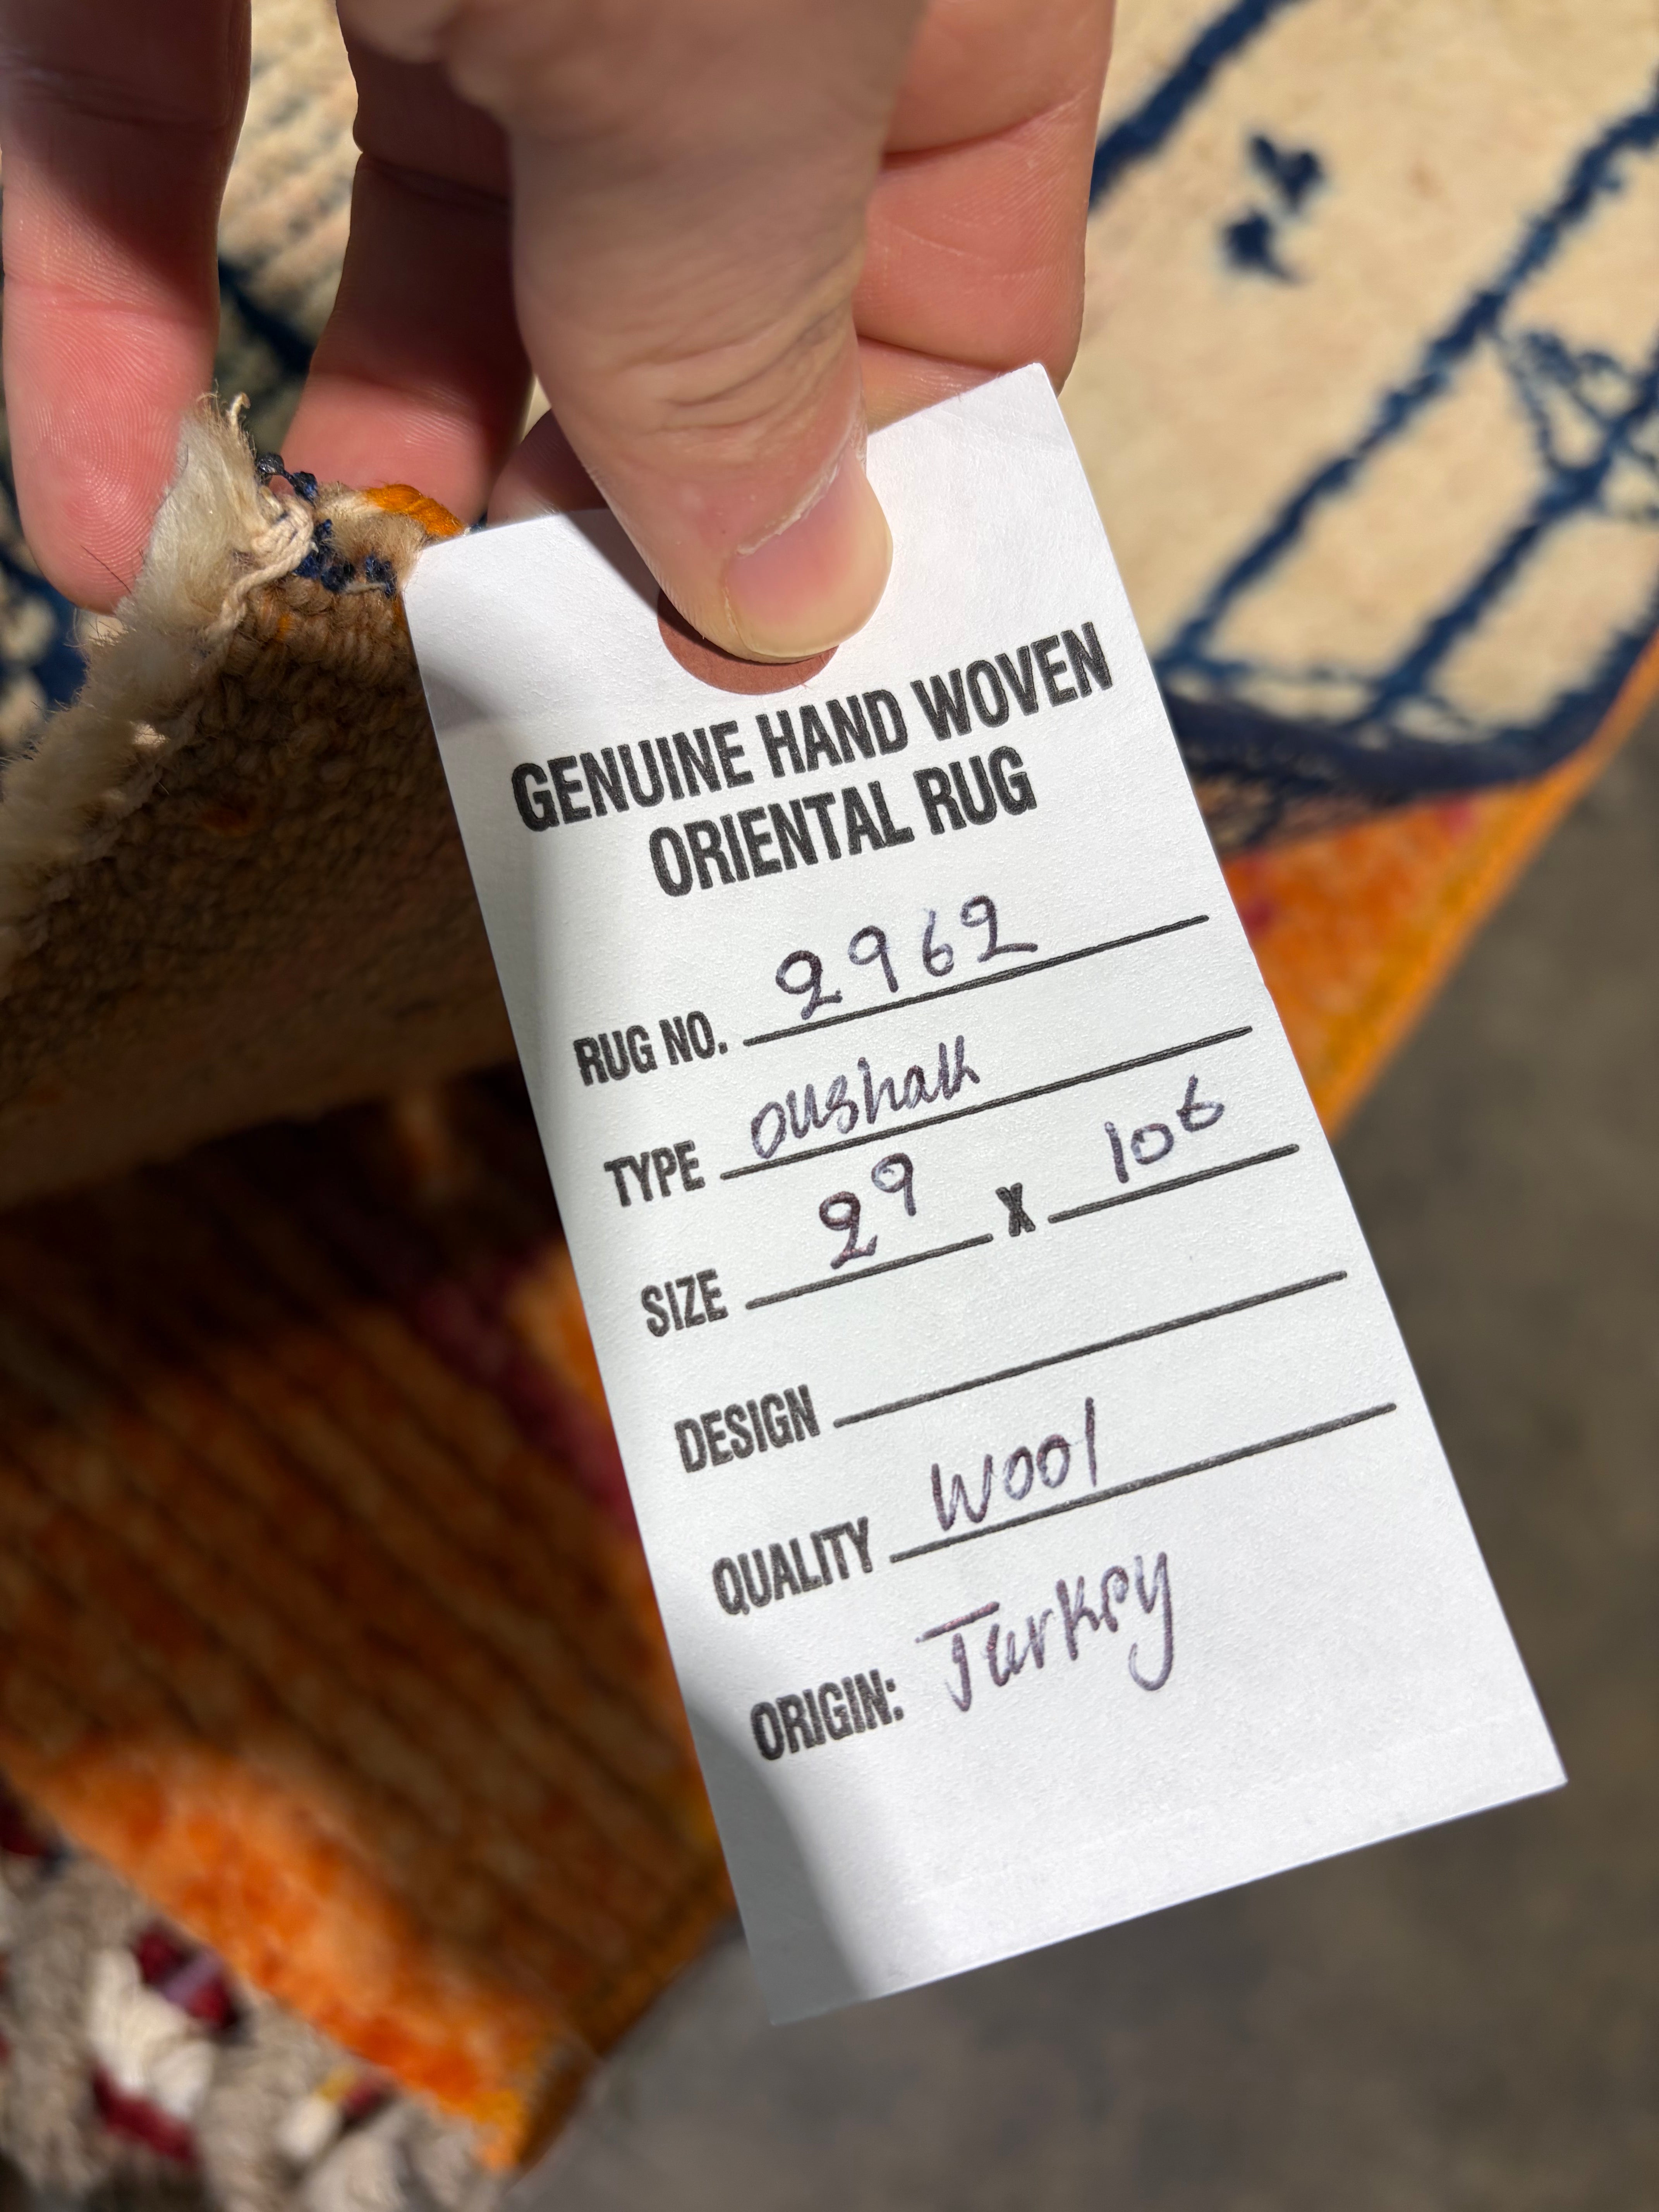 GENUINE HAND WOVEN
ORIENTAL RUG
RUG NO. 2962
TYPE oushak
SIZE 2⁹ X 10⁶
DESIGN
QUALITY Wool
ORIGIN: Turkey